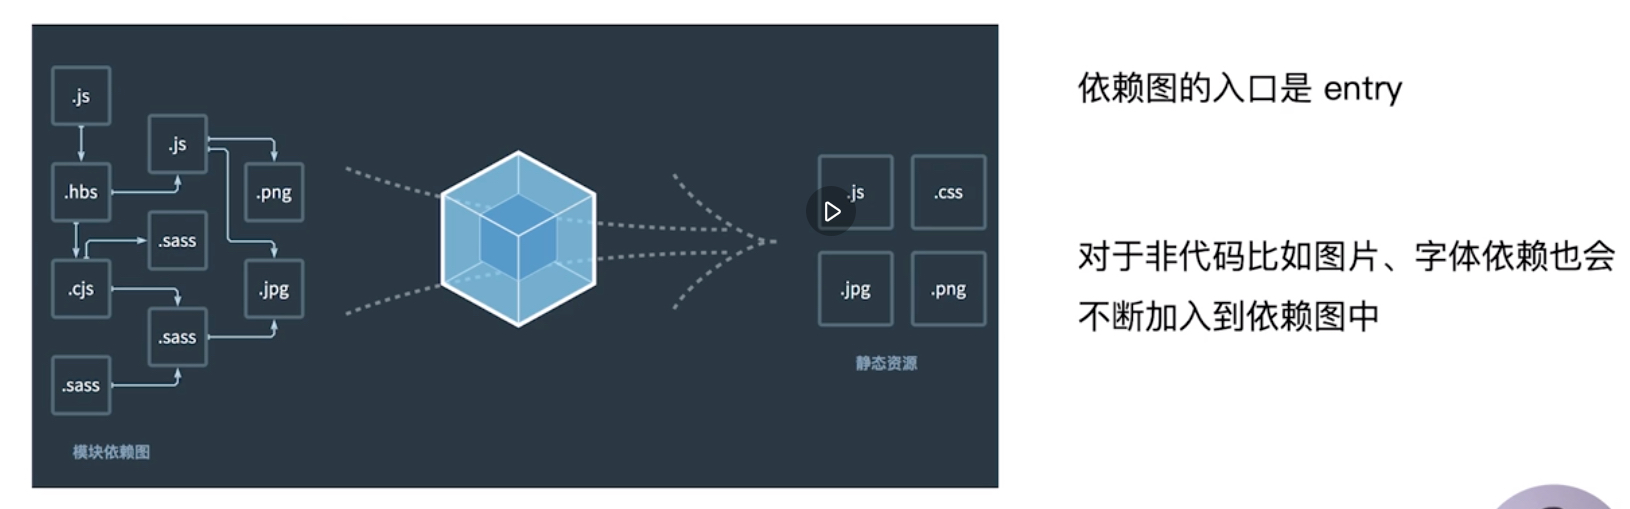 .js
.js
.hbs
.png
.sass
.cjs
.jpg
.sass
.sass
模块依赖图
.js
.css
.jpg
.png
静态资源
依赖图的入口是 entry
对于非代码比如图片、字体依赖也会
不断加入到依赖图中